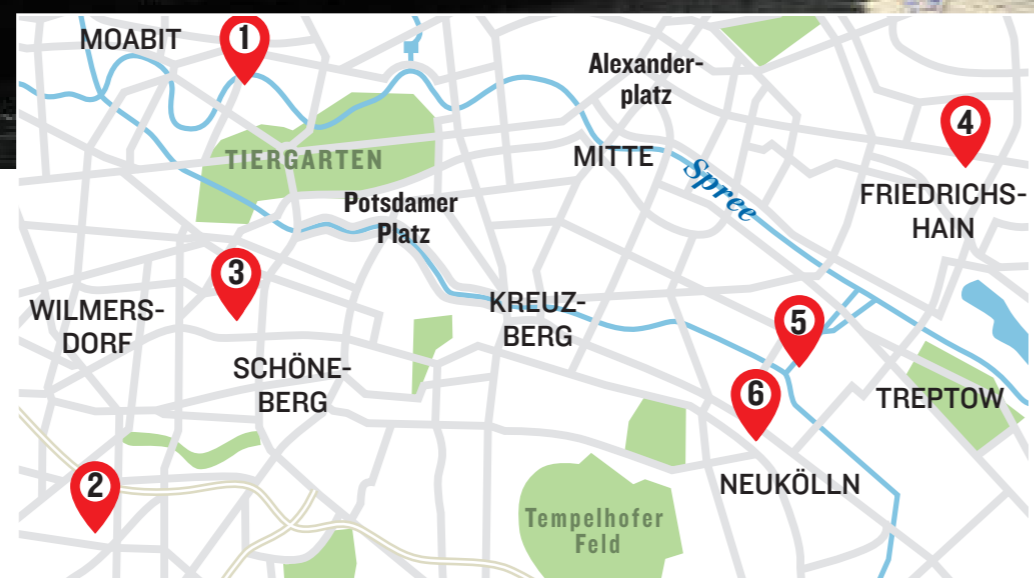 MOABIT
1
Alexander-
platz
4
TIERGARTEN
MITTE
Spree
FRIEDRICHS-
HAIN
Potsdamer
Platz
3
WILMERS-
DORF
KREUZ-
BERG
5
SCHÖNE-
BERG
6
TREPTOW
2
NEUKÖLLN
Tempelhofer
Feld